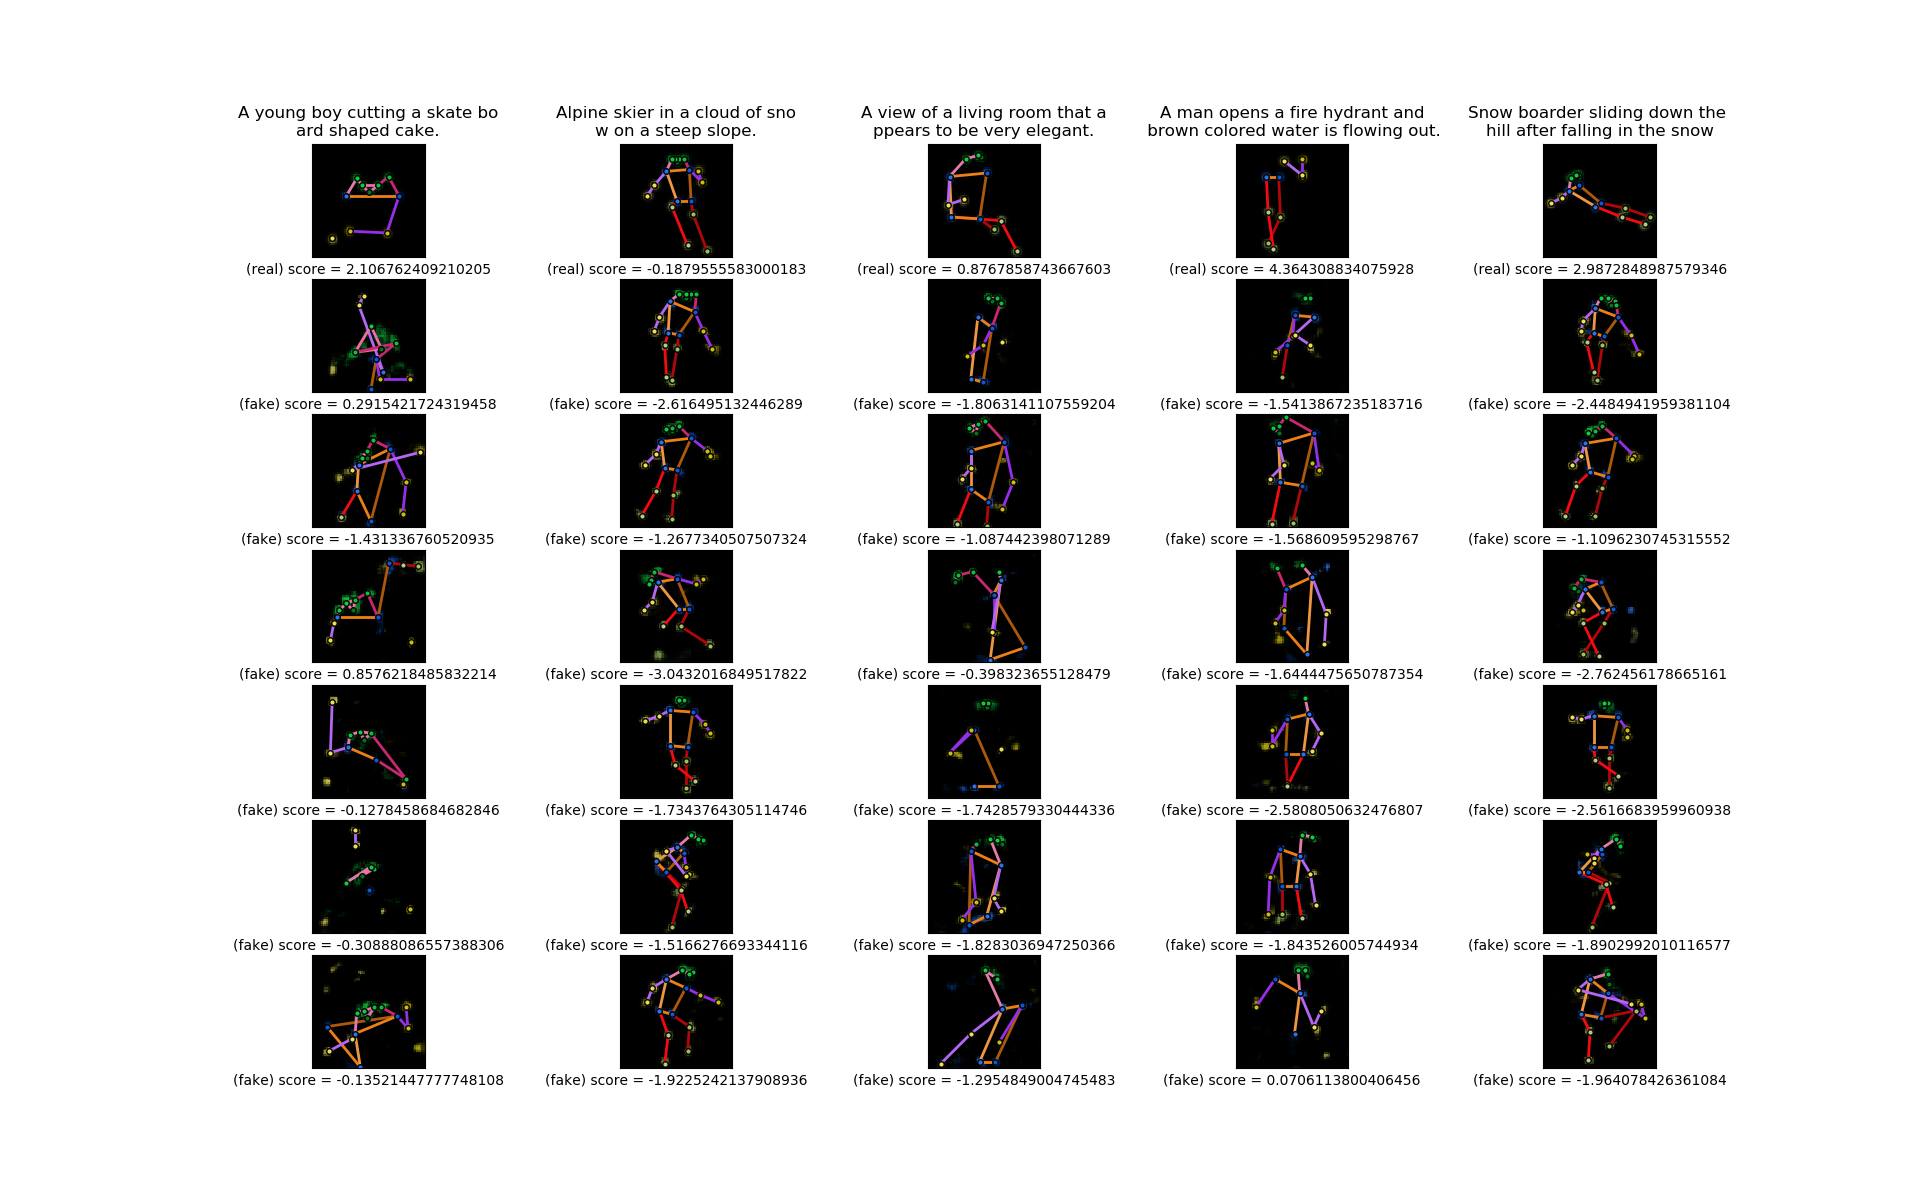 A young boy cutting a skate bo
ard shaped cake.
Alpine skier in a cloud of sno
w on a steep slope.
A view of a living room that a
ppears to be very elegant.
A man opens a fire hydrant and
brown colored water is flowing out.
Snow boarder sliding down the
hill after falling in the snow
(real) score = 2.106762409210205
(real) score = -0.1879555583000183
(real) score = 0.8767858743667603
(real) score = 4.364308834075928
(real) score = 2.9872848987579346
(fake) score = 0.2915421724319458
(fake) score = -2.616495132446289
(fake) score = -1.8063141107559204
(fake) score = -1.5413867235183716
(fake) score = -2.4484941959381104
(fake) score = -1.431336760520935
(fake) score = -1.2677340507507324
(fake) score = -1.087442398071289
(fake) score = -1.568609595298767
(fake) score = -1.1096230745315552
(fake) score = 0.8576218485832214
(fake) score = -3.0432016849517822
(fake) score = -0.398323655128479
(fake) score = -1.6444475650787354
(fake) score = -2.762456178665161
(fake) score = -0.1278458684682846
(fake) score = -1.7343764305114746
(fake) score = -1.7428579330444336
(fake) score = -2.5808050632476807
(fake) score = -2.5616683959960938
(fake) score = -0.30888086557388306
(fake) score = -1.5166276693344116
(fake) score = -1.8283036947250366
(fake) score = -1.843526005744934
(fake) score = -1.8902992010116577
(fake) score = -0.13521447777748108
(fake) score = -1.9225242137908936
(fake) score = -1.2954849004745483
(fake) score = 0.0706113800406456
(fake) score = -1.964078426361084